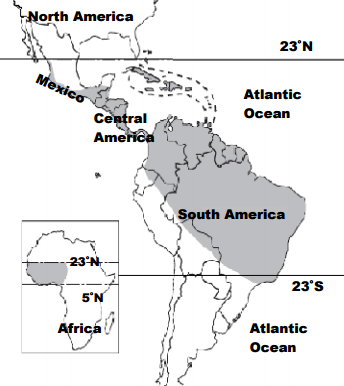 North America
23°N
Mexico
Atlantic
Ocean
Central
America
South America
23°N
5°N
Africa
23°S
Atlantic
Ocean